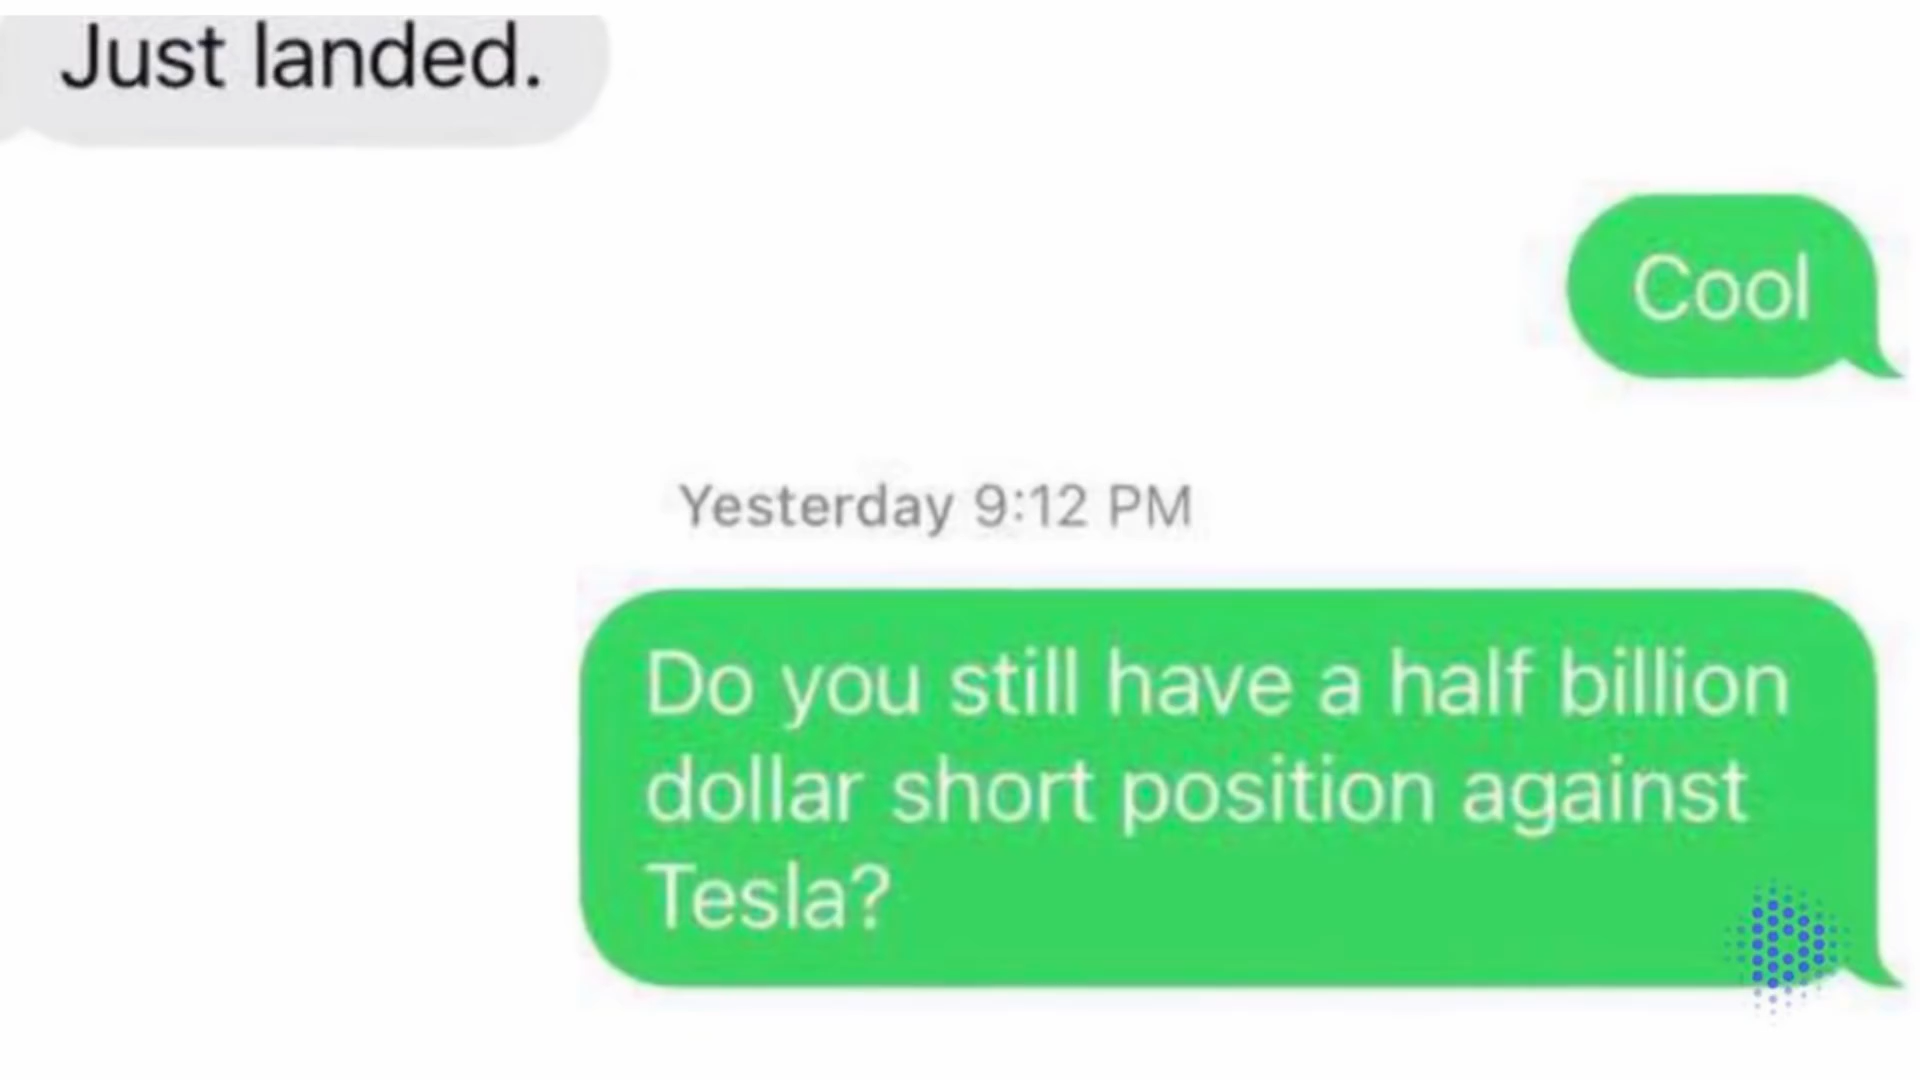 Just landed.
Cool
Yesterday 9:12 PM
Do you still have a half billion
dollar short position against
Tesla?